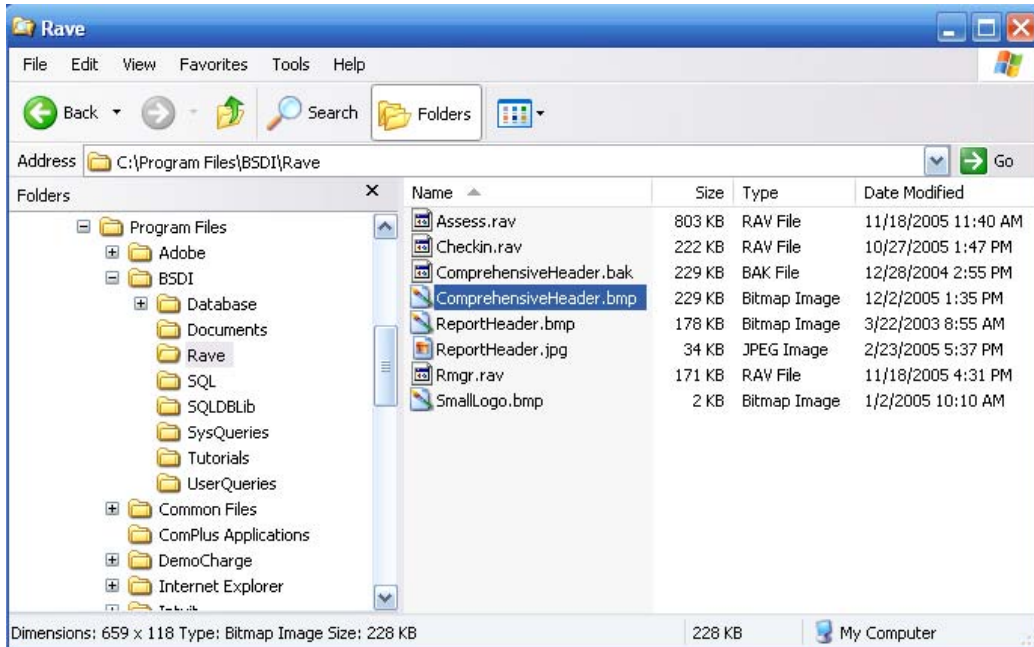 Rave
File Edit View Favorites Tools Help
Back Search Folders
Address C:\Program Files\BSDI\Rave Go
Folders
Program Files
Adobe
BSDI
Database
Documents
Rave
SQL
SQLDBLib
SysQueries
Tutorials
UserQueries
Common Files
ComPlus Applications
DemoCharge
Internet Explorer
Name Size Type Date Modified
Assess.rav 803 KB RAV File 11/18/2005 11:40 AM
Checkin.rav 222 KB RAV File 10/27/2005 1:47 PM
ComprehensiveHeader.bak 229 KB BAK File 12/28/2004 2:55 PM
ComprehensiveHeader.bmp 229 KB Bitmap Image 12/2/2005 1:35 PM
ReportHeader.bmp 178 KB Bitmap Image 3/22/2003 8:55 AM
ReportHeader.jpg 34 KB JPEG Image 2/23/2005 5:37 PM
Rmgr.rav 171 KB RAV File 11/18/2005 4:31 PM
SmallLogo.bmp 2 KB Bitmap Image 1/2/2005 10:10 AM
Dimensions: 659 x 118 Type: Bitmap Image Size: 228 KB 228 KB My Computer